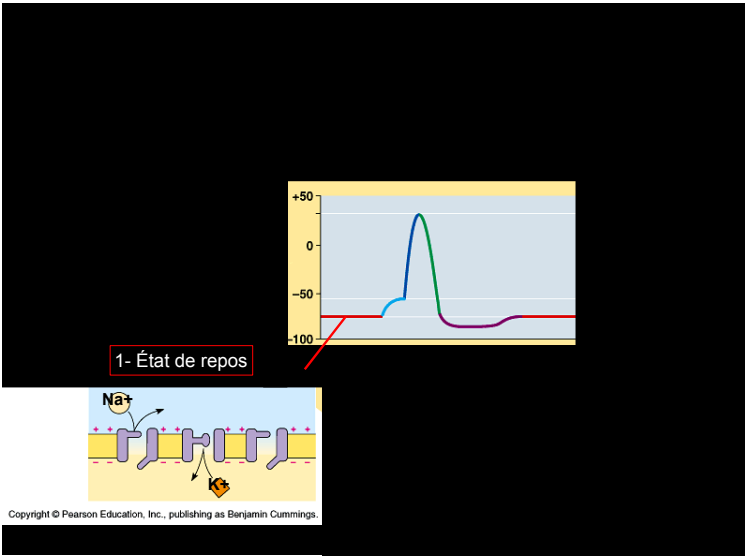 +50
0
–50
–100
1- État de repos
Na+
+ + + + + + + +
– – – – – – – –
K+
Copyright © Pearson Education, Inc., publishing as Benjamin Cummings.